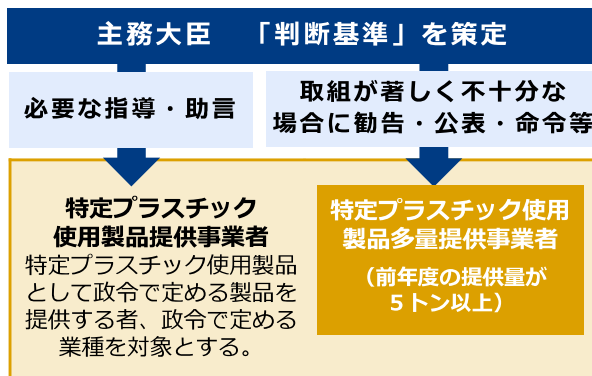 主務大臣 「判断基準」を策定
必要な指導・助言
取組が著しく不十分な
場合に勧告・公表・命令等
特定プラスチック
使用製品提供事業者
特定プラスチック使用製品
として政令で定める製品を
提供する者、政令で定める
業種を対象とする。
特定プラスチック使用
製品多量提供事業者
（前年度の提供量が
５トン以上）